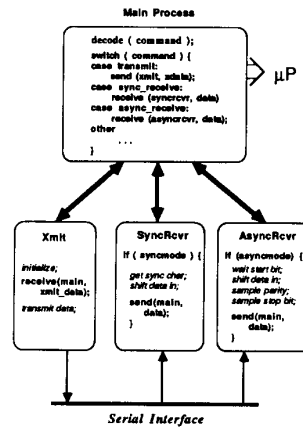 Main Process
decode ( command );
switch ( command ) {
case transmit:
send (xmit, xdata);
case sync_receive:
receive (syncrcvr, data)
case async_receive:
receive (asyncrcvr, data);
other
...
}
μP
Xmit
initialize;
receive(main,
xmit_data);
transmit data;
SyncRcvr
if ( syncmode ) {
get sync char;
shift data in;
send(main,
data);
}
AsyncRcvr
if (asyncmode) {
wait start bit;
shift data in;
sample parity;
sample stop bit;
send(main,
data);
}
Serial Interface